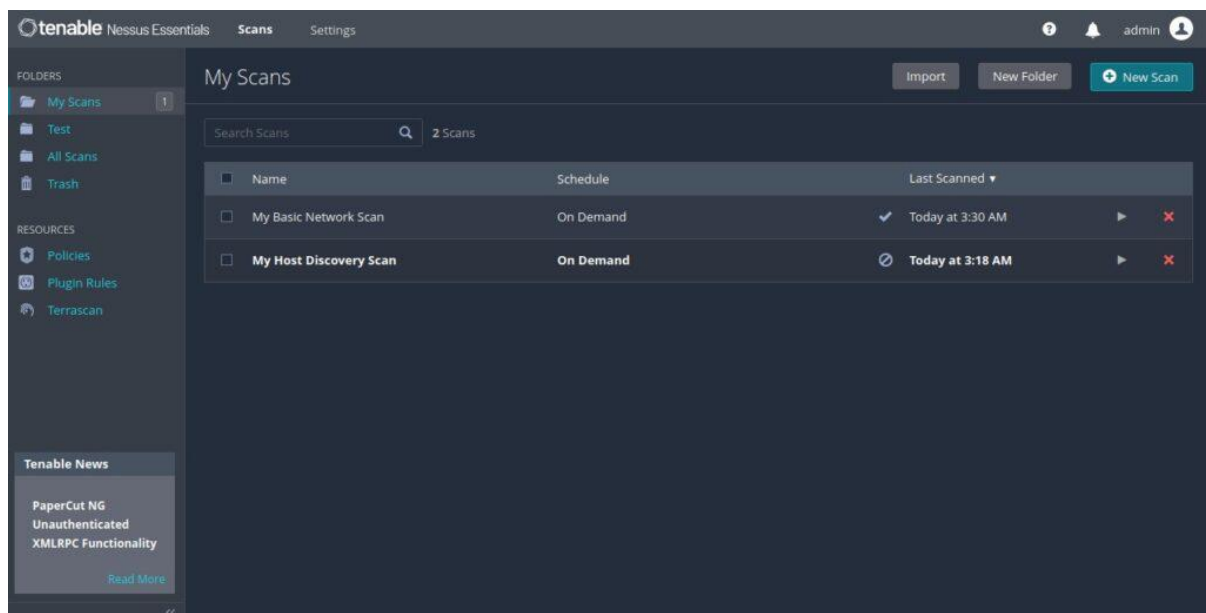 tenable Nessus Essentials Scans Settings admin
FOLDERS
My Scans 1
Test
All Scans
Trash
RESOURCES
Policies
Plugin Rules
Terrascan
Tenable News
PaperCut NG
Unauthenticated
XMLRPC Functionality
Read More
My Scans Import New Folder New Scan
Search Scans 2 Scans
Name Schedule Last Scanned
My Basic Network Scan On Demand Today at 3:30 AM
My Host Discovery Scan On Demand Today at 3:18 AM